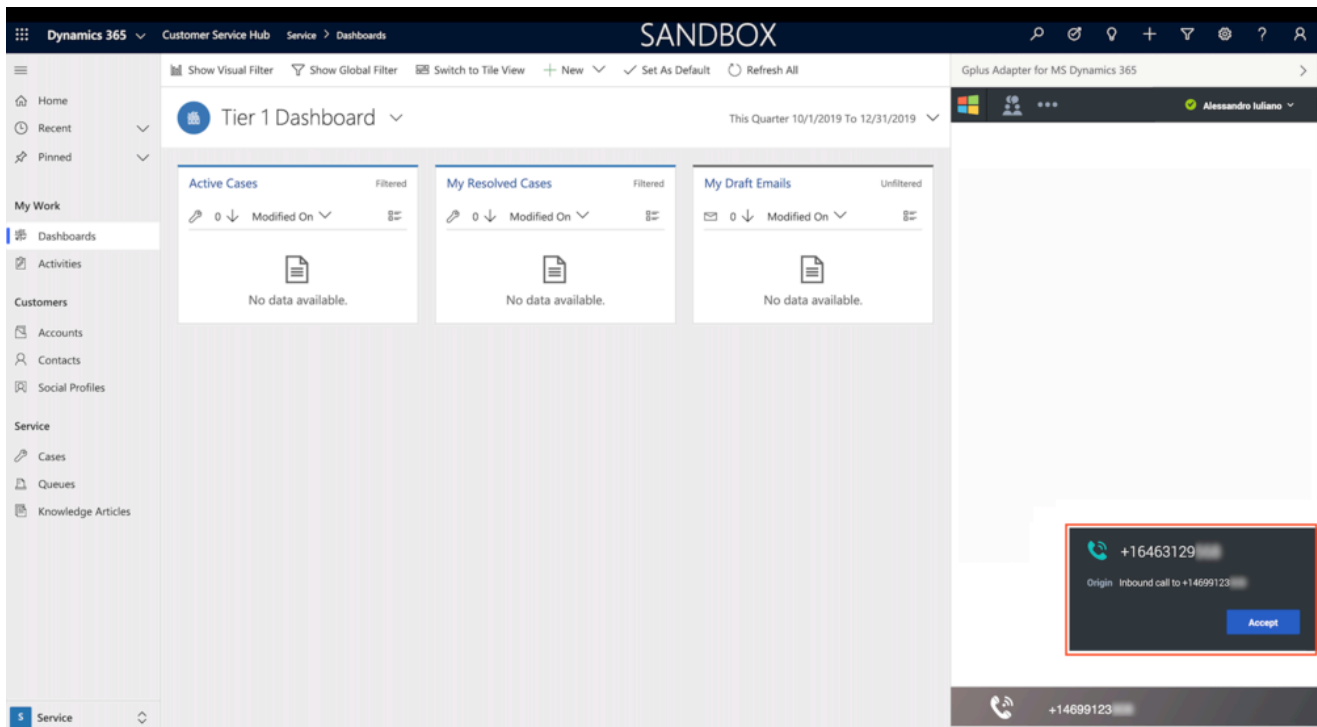 Dynamics 365 Customer Service Hub Service > Dashboards SANDBOX
Show Visual Filter Show Global Filter Switch to Tile View New Set As Default Refresh All
Gplus Adapter for MS Dynamics 365
Home
Recent
Pinned
My Work
Dashboards
Activities
Customers
Accounts
Contacts
Social Profiles
Service
Cases
Queues
Knowledge Articles
S Service
Tier 1 Dashboard
This Quarter 10/1/2019 To 12/31/2019
Active Cases Filtered
0 Modified On
No data available.
My Resolved Cases Filtered
0 Modified On
No data available.
My Draft Emails Unfiltered
0 Modified On
No data available.
Alessandro Iuliano
+16463129
Origin Inbound call to +14699123
Accept
+14699123